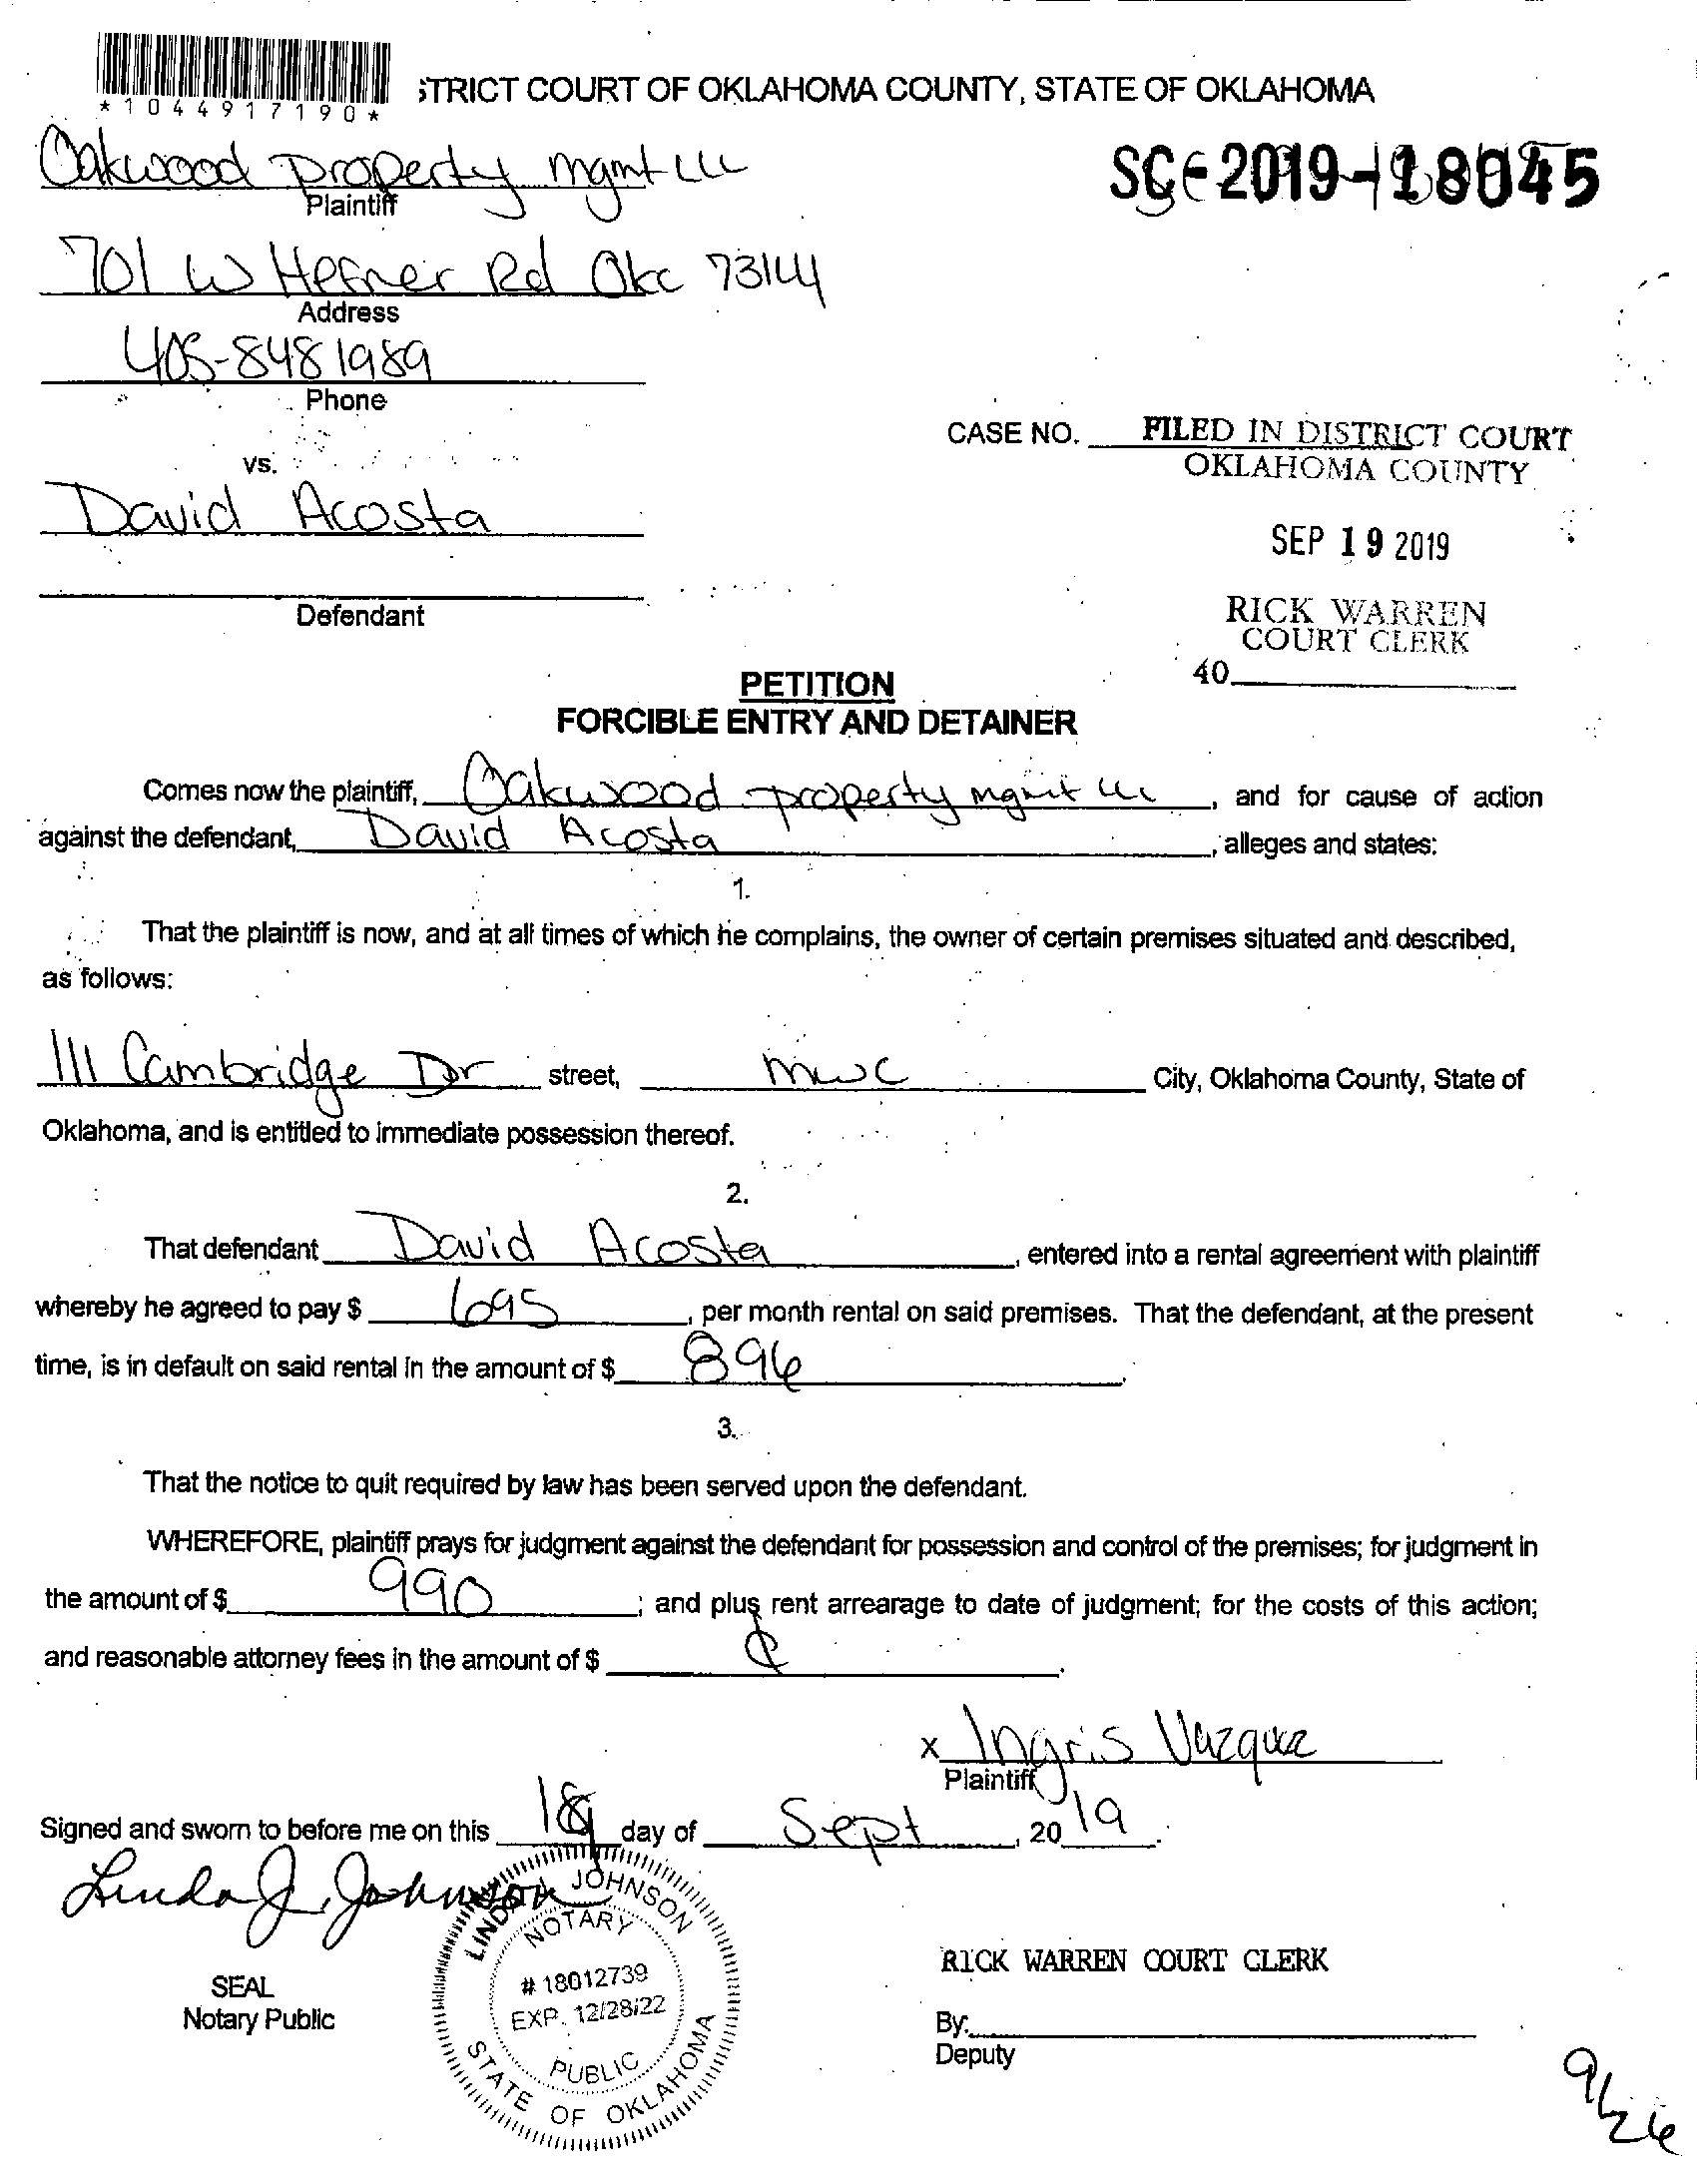 *1044917190*
STRICT COURT OF OKLAHOMA COUNTY, STATE OF OKLAHOMA
Oakwood property mgmt LLC
Plaintiff
701 W Hefner Rd Okc 73114
Address
405-848 1989
Phone
vs.
CASE NO.
FILED IN DISTRICT COURT
OKLAHOMA COUNTY
David Acosta
SEP 19 2019
Defendant
RICK WARREN
COURT CLERK
40
PETITION
FORCIBLE ENTRY AND DETAINER
Comes now the plaintiff, Oakwood property mgmt LLC, and for cause of action
against the defendant, David Acosta, alleges and states:
1.
That the plaintiff is now, and at all times of which he complains, the owner of certain premises situated and described,
as follows:
111 Cambridge Dr street, mwc City, Oklahoma County, State of
Oklahoma, and is entitled to immediate possession thereof.
2.
That defendant David Acosta, entered into a rental agreement with plaintiff
whereby he agreed to pay $ 695, per month rental on said premises. That the defendant, at the present
time, is in default on said rental in the amount of $ 896.
3.
That the notice to quit required by law has been served upon the defendant.
WHEREFORE, plaintiff prays for judgment against the defendant for possession and control of the premises; for judgment in
the amount of $ 990; and plus rent arrearage to date of judgment; for the costs of this action;
and reasonable attorney fees in the amount of $
x Ingris Vazquez
Plaintiff
Signed and sworn to before me on this 18 day of Sept, 2019.
Linda J. Johnson
LINDA J. JOHNSON
NOTARY
# 18012739
EXP. 12/28/22
PUBLIC
STATE OF OKLAHOMA
SEAL
Notary Public
RICK WARREN COURT CLERK
By:
Deputy
9/26